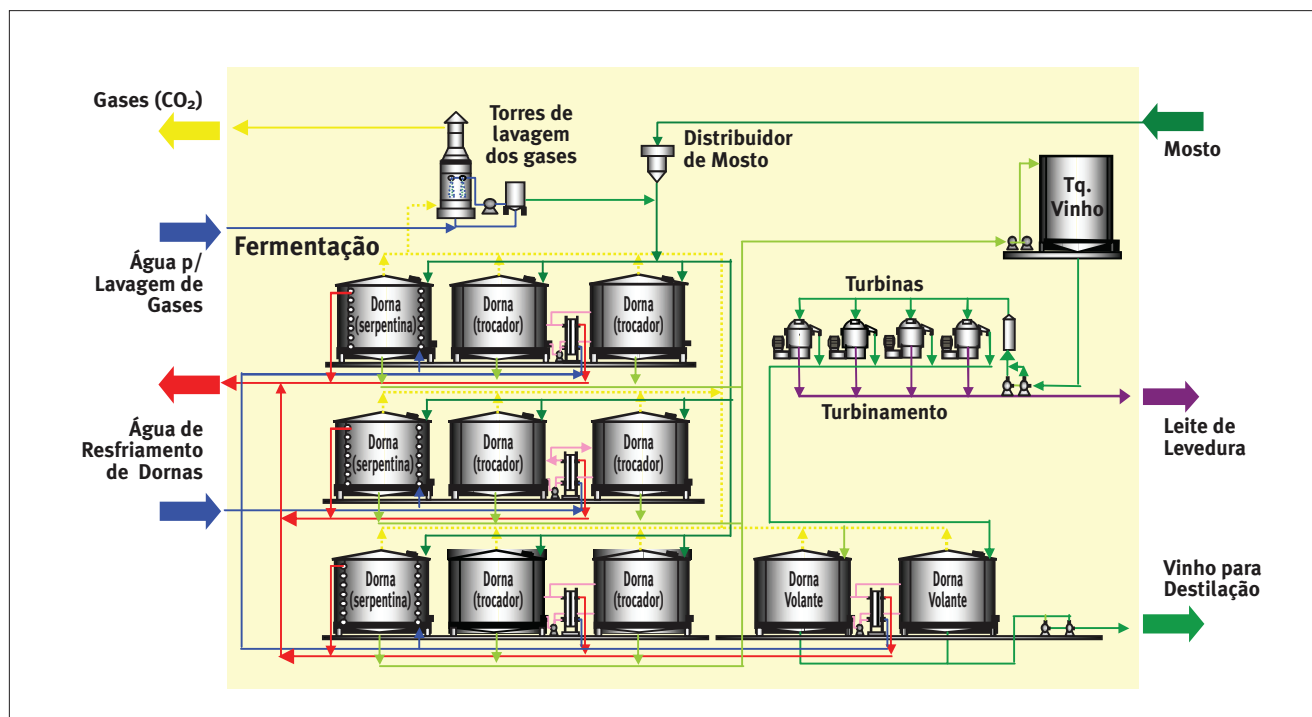 Gases (CO₂)
Torres de
lavagem
dos gases
Distribuidor
de Mosto
Mosto
Tq.
Vinho
Fermentação
Água p/
Lavagem de
Gases
Dorna
(serpentina)
Dorna
(trocador)
Dorna
(trocador)
Turbinas
Turbinamento
Leite de
Levedura
Água de
Resfriamento
de Dornas
Dorna
(serpentina)
Dorna
(trocador)
Dorna
(trocador)
Dorna
(serpentina)
Dorna
(trocador)
Dorna
(trocador)
Dorna
Volante
Dorna
Volante
Vinho para
Destilação